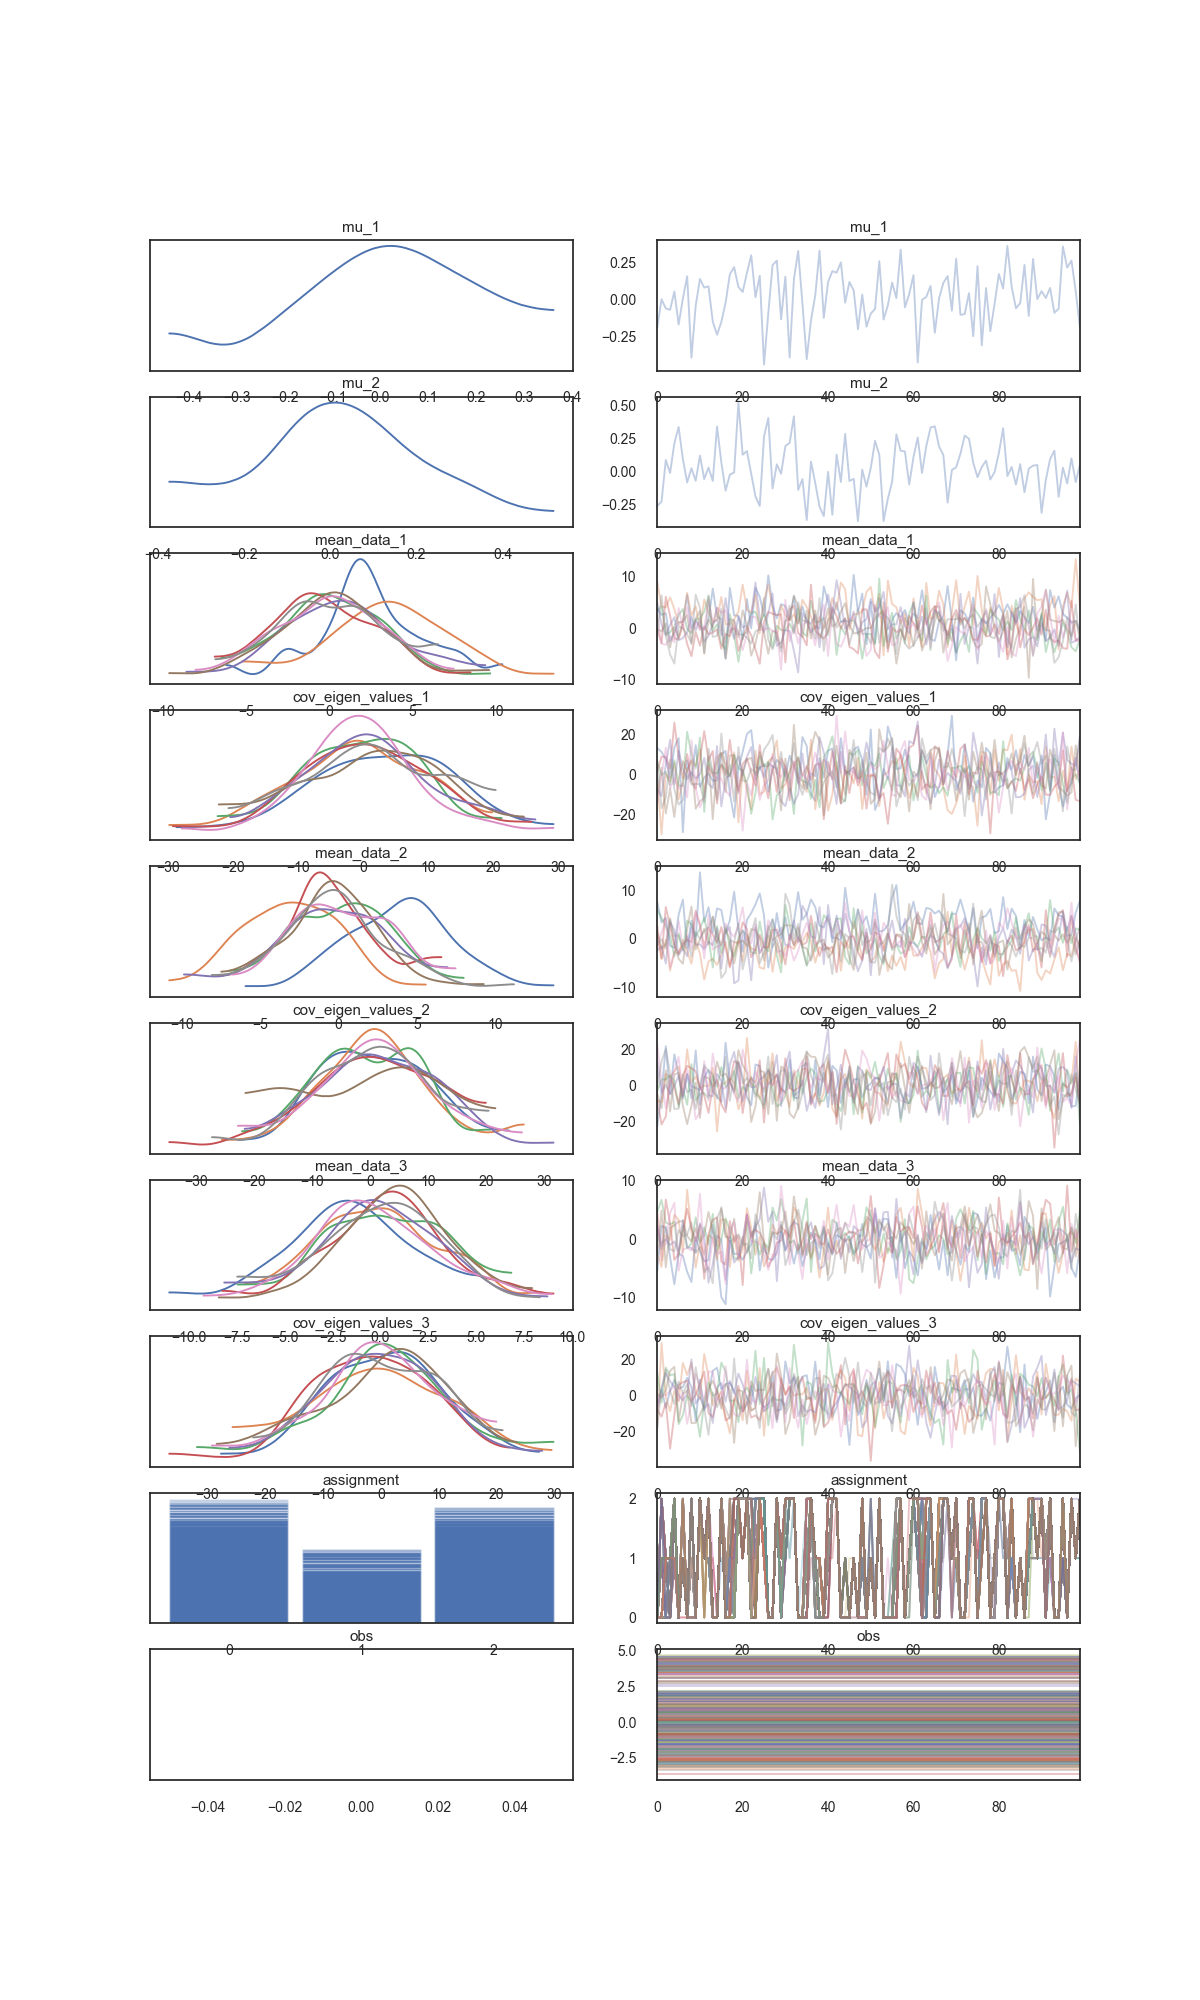 mu_1 mu_1
0.25
0.00
−0.25
mu_2 mu_2
−0.4 −0.3 −0.2 −0.1 0.0 0.1 0.2 0.3 0.4 0 20 40 60 80
0.50
0.25
0.00
−0.25
mean_data_1 mean_data_1
−0.4 −0.2 0.0 0.2 0.4 0 20 40 60 80
10
0
−10
cov_eigen_values_1 cov_eigen_values_1
−10 −5 0 5 10 0 20 40 60 80
20
0
−20
mean_data_2 mean_data_2
−30 −20 −10 0 10 20 30 0 20 40 60 80
10
0
−10
cov_eigen_values_2 cov_eigen_values_2
−10 −5 0 5 10 0 20 40 60 80
20
0
−20
mean_data_3 mean_data_3
−30 −20 −10 0 10 20 30 0 20 40 60 80
10
0
−10
cov_eigen_values_3 cov_eigen_values_3
−10.0 −7.5 −5.0 −2.5 0.0 2.5 5.0 7.5 10.0 0 20 40 60 80
20
0
−20
assignment assignment
−30 −20 −10 0 10 20 30 0 20 40 60 80
2
1
0
obs obs
0 1 2 0 20 40 60 80
5.0
2.5
0.0
−2.5
−0.04 −0.02 0.00 0.02 0.04 0 20 40 60 80